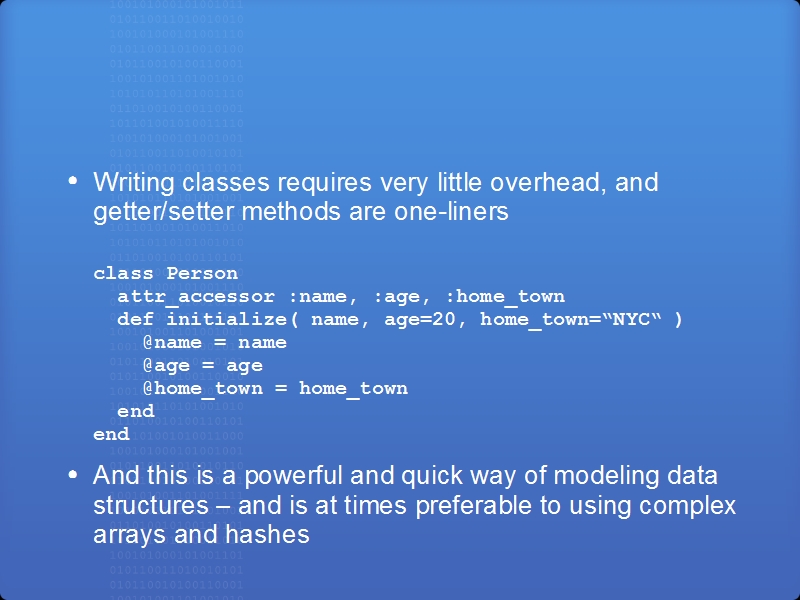 • Writing classes requires very little overhead, and
getter/setter methods are one-liners
class Person
  attr_accessor :name, :age, :home_town
  def initialize( name, age=20, home_town=“NYC“ )
    @name = name
    @age = age
    @home_town = home_town
  end
end
• And this is a powerful and quick way of modeling data
structures – and is at times preferable to using complex
arrays and hashes